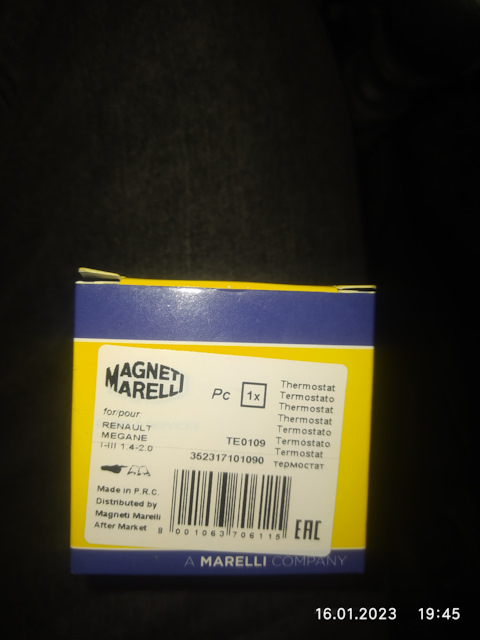 MAGNETI
MARELLI
Pc 1x
for/pour:
RENAULT
MEGANE
I-III 1.4-2.0
TE0109
352317101090
Thermostat
Termostato
Thermostat
Thermostat
Termóstato
Termostat
Термостат
Made in P.R.C.
Distributed by
Magneti Marelli
After Market
8 001063 706115
EAC
A MARELLI COMPANY
16.01.2023 19:45